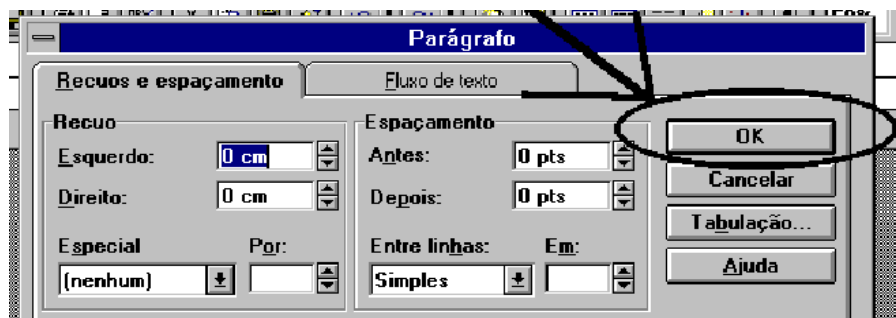 Parágrafo
Recuos e espaçamento
Fluxo de texto
Recuo
Esquerdo: 0 cm
Direito: 0 cm
Especial Por:
(nenhum)
Espaçamento
Antes: 0 pts
Depois: 0 pts
Entre linhas: Em:
Simples
OK
Cancelar
Tabulação...
Ajuda